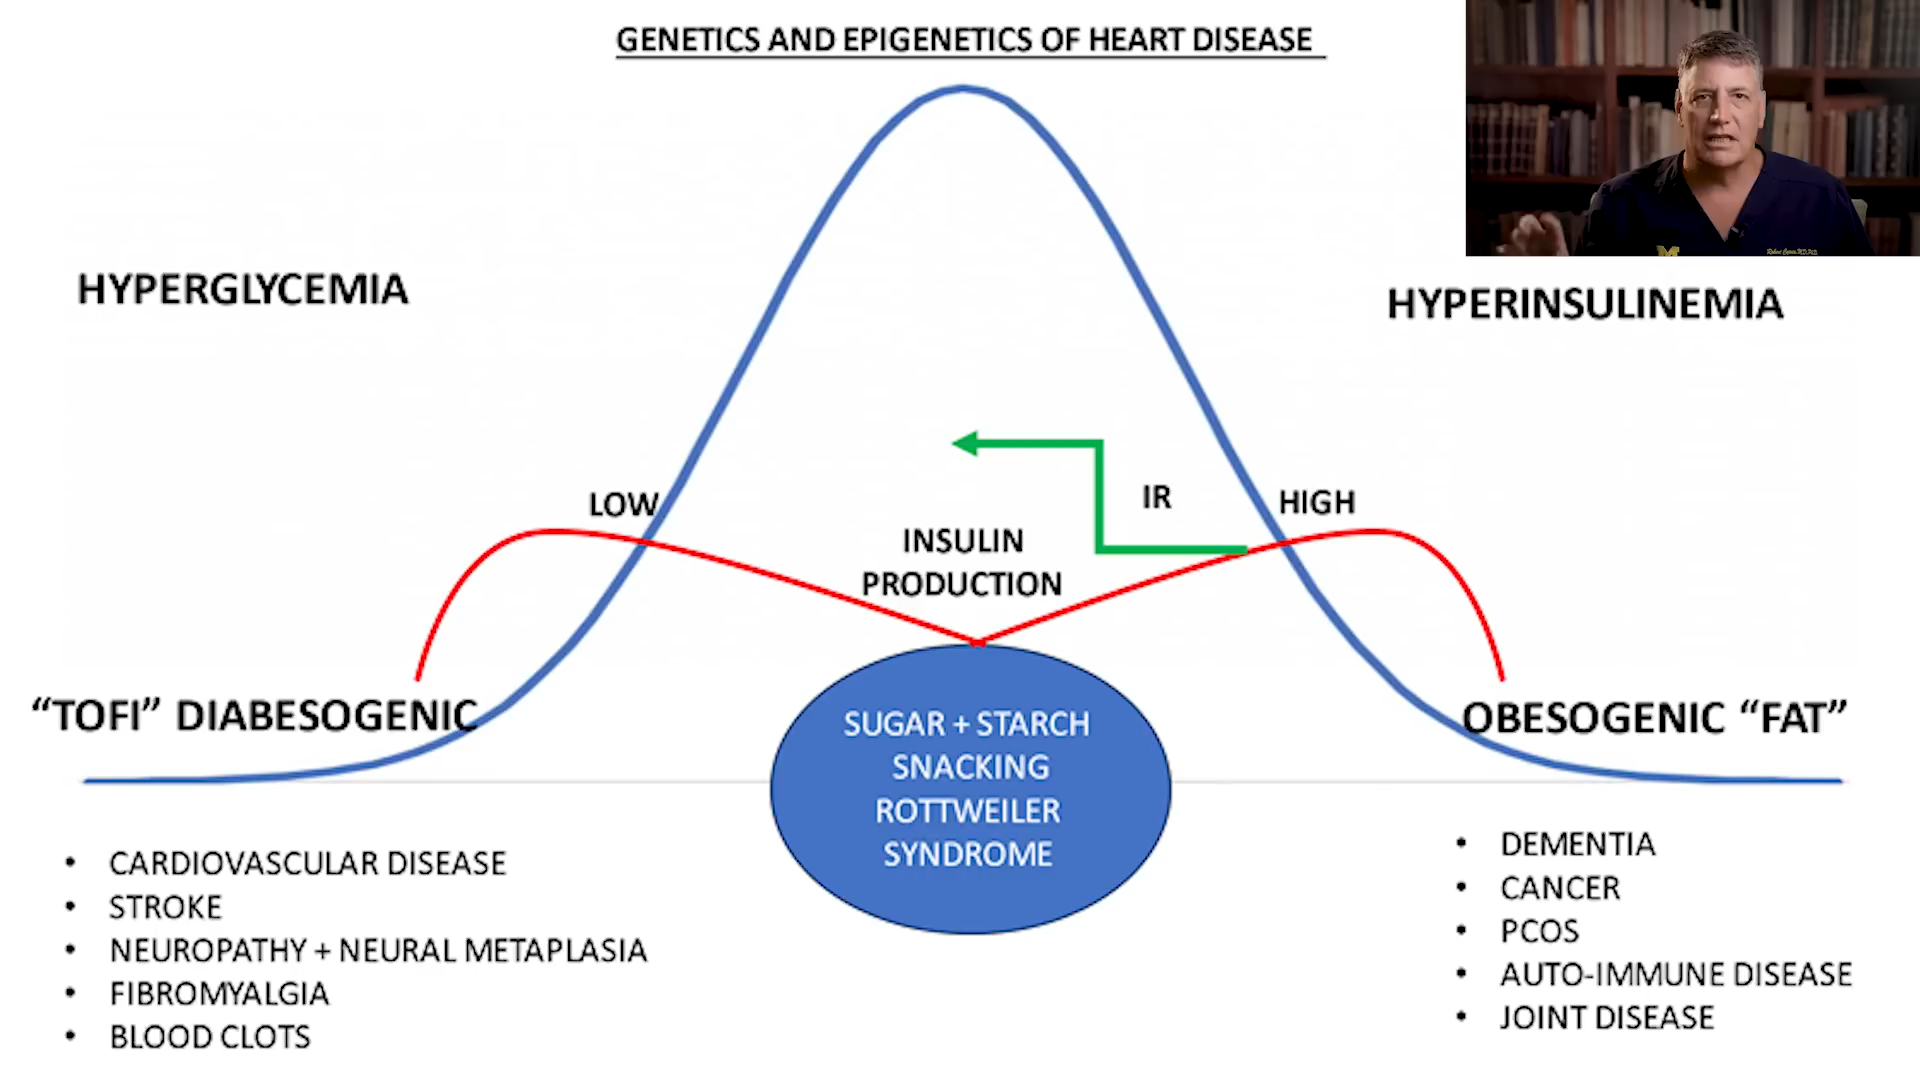 GENETICS AND EPIGENETICS OF HEART DISEASE
HYPERGLYCEMIA
HYPERINSULINEMIA
LOW
IR
HIGH
INSULIN
PRODUCTION
“TOFI” DIABESOGENIC
OBESOGENIC “FAT”
SUGAR + STARCH
SNACKING
ROTTWEILER
SYNDROME
• CARDIOVASCULAR DISEASE
• STROKE
• NEUROPATHY + NEURAL METAPLASIA
• FIBROMYALGIA
• BLOOD CLOTS
• DEMENTIA
• CANCER
• PCOS
• AUTO-IMMUNE DISEASE
• JOINT DISEASE
M